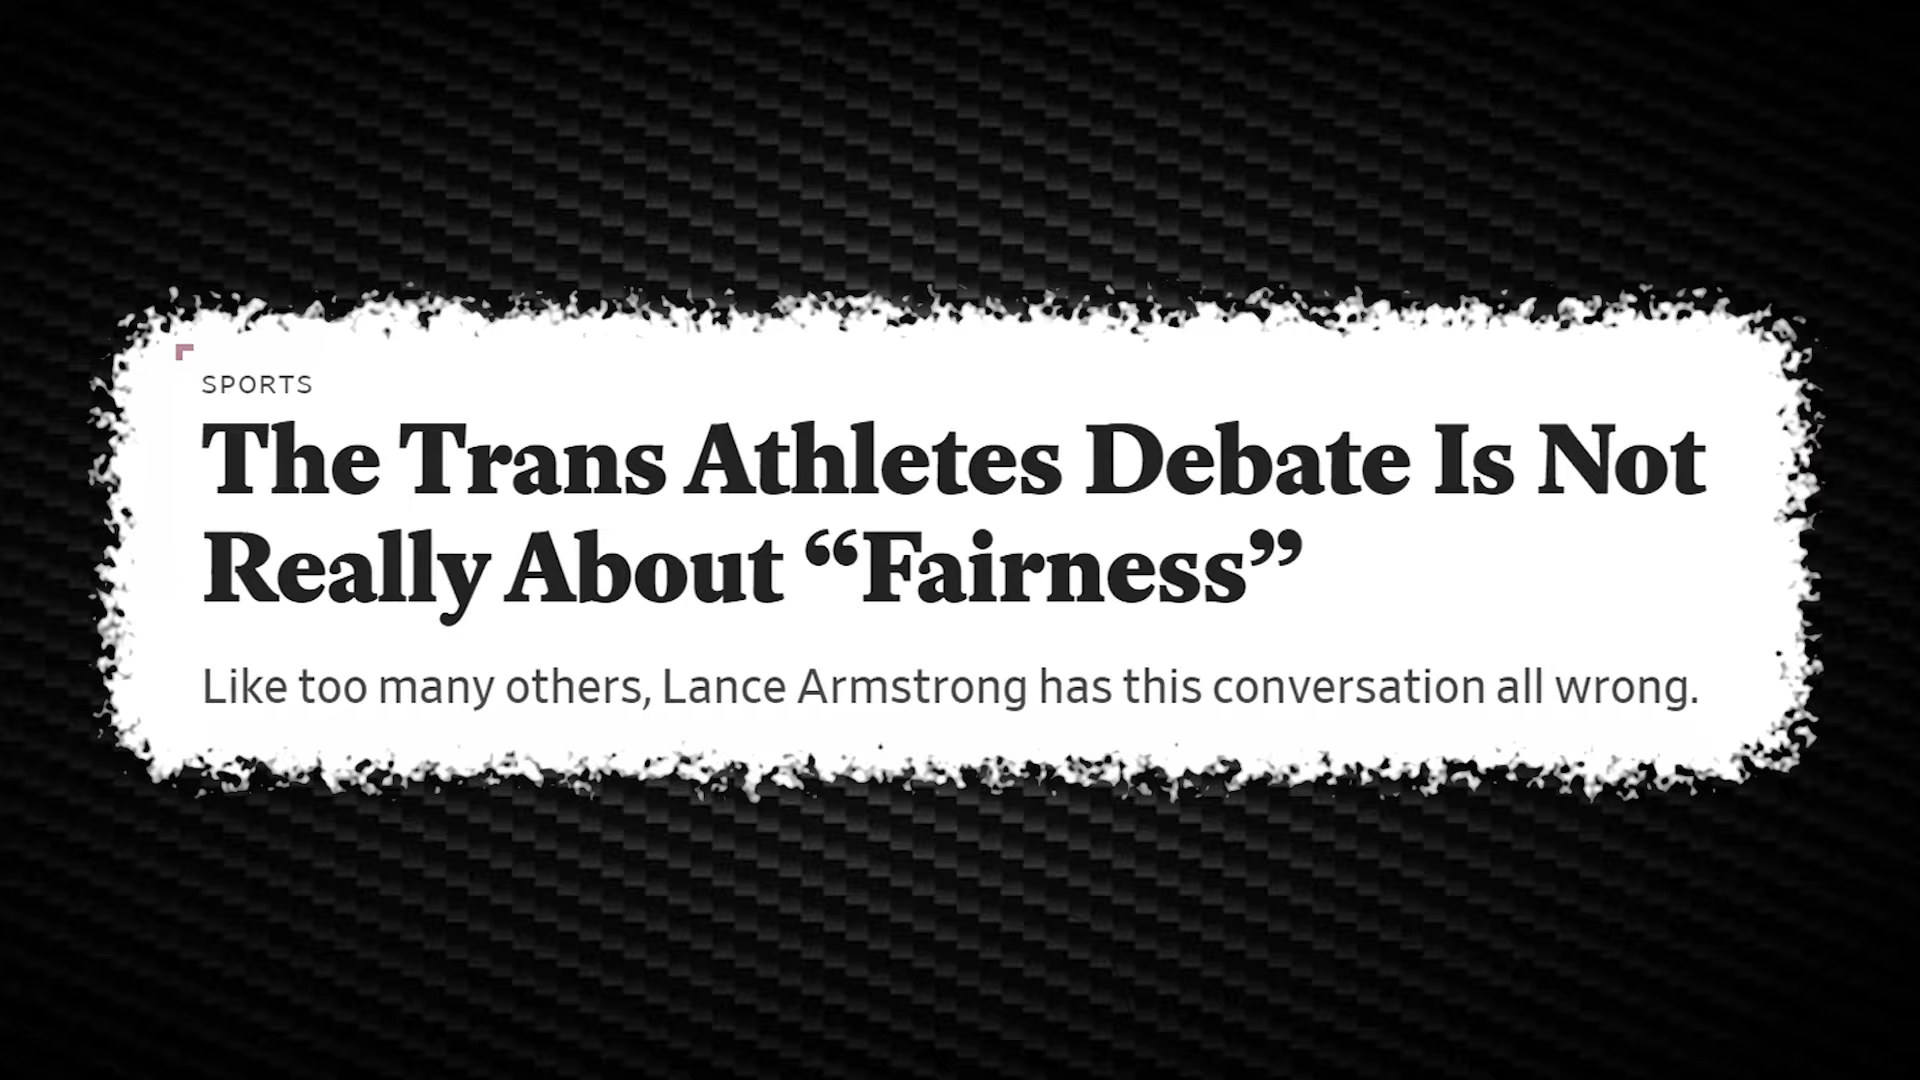 SPORTS
The Trans Athletes Debate Is Not
Really About “Fairness”
Like too many others, Lance Armstrong has this conversation all wrong.